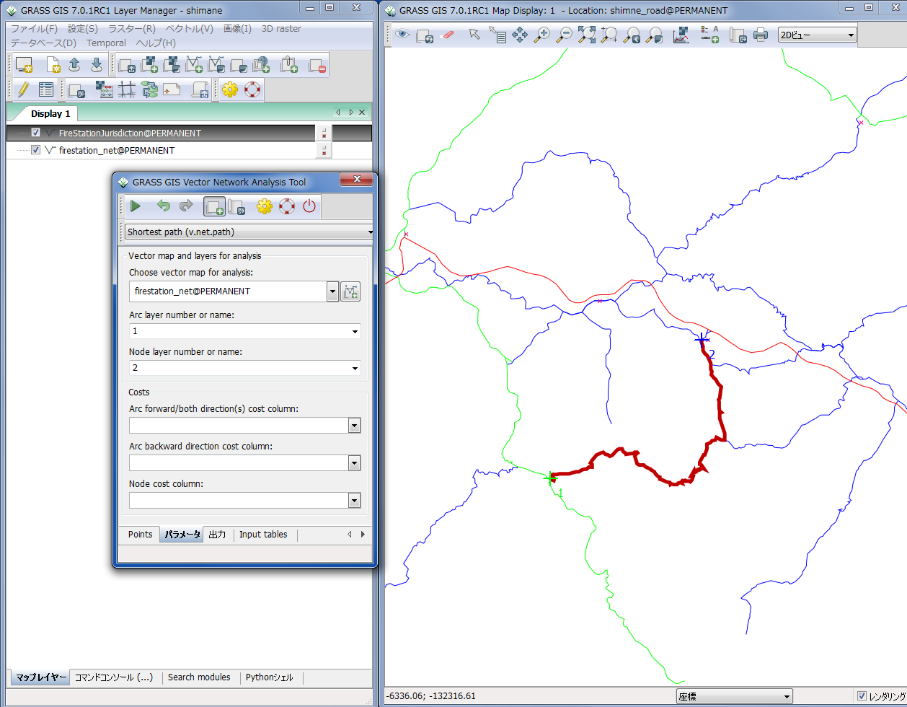 GRASS GIS 7.0.1RC1 Layer Manager - shimane
ファイル(F) 設定(S) ラスター(R) ベクトル(V) 画像(I) 3D raster
データベース(D) Temporal ヘルプ(H)
Display 1
FireStationJurisdiction@PERMANENT
firestation_net@PERMANENT
GRASS GIS Vector Network Analysis Tool
Shortest path (v.net.path)
Vector map and layers for analysis
Choose vector map for analysis:
firestation_net@PERMANENT
Arc layer number or name:
1
Node layer number or name:
2
Costs
Arc forward/both direction(s) cost column:
Arc backward direction cost column:
Node cost column:
Points パラメータ 出力 Input tables
マップレイヤー コマンドコンソール (...) Search modules Pythonシェル
GRASS GIS 7.0.1RC1 Map Display: 1 - Location: shimne_road@PERMANENT
2Dビュー
2
1
-6336.06; -132316.61
座標
レンダリング